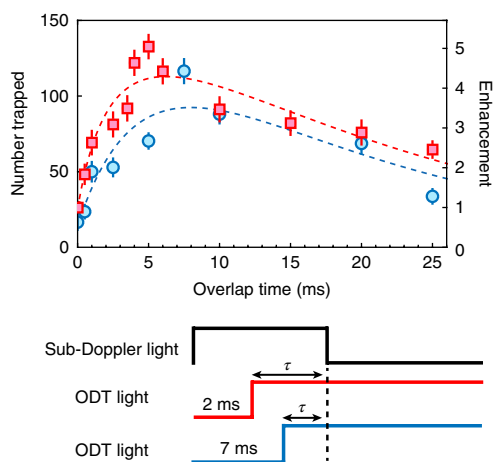 150
100
50
0
Number trapped
5
4
3
2
1
0
Enhancement
0 5 10 15 20 25
Overlap time (ms)
Sub-Doppler light
τ
ODT light
2 ms
τ
ODT light
7 ms